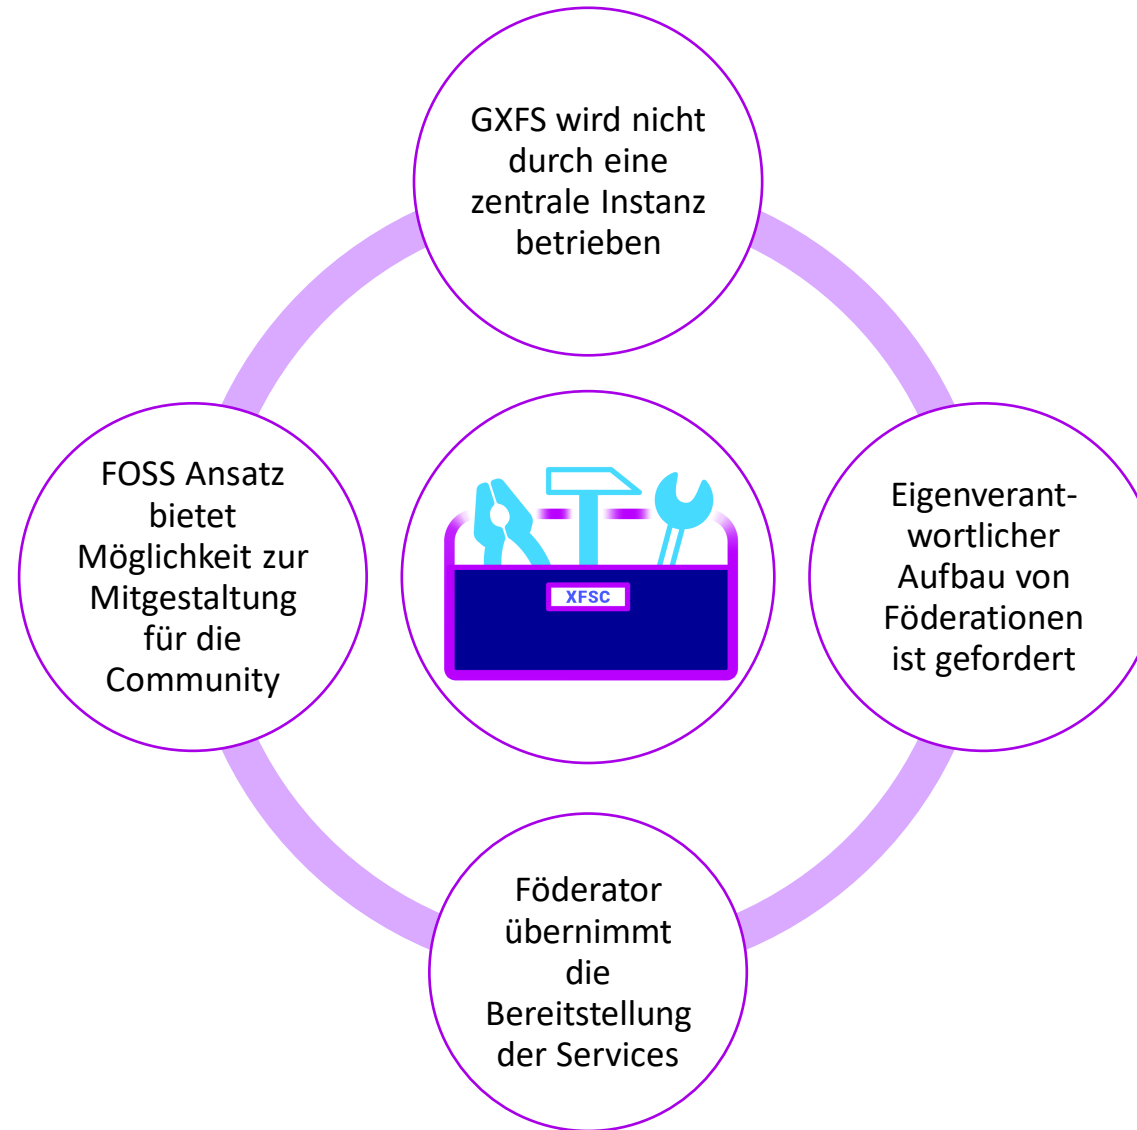 GXFS wird nicht
durch eine
zentrale Instanz
betrieben
FOSS Ansatz
bietet
Möglichkeit zur
Mitgestaltung
für die
Community
XFSC
Eigenverant-
wortlicher
Aufbau von
Föderationen
ist gefordert
Föderator
übernimmt
die
Bereitstellung
der Services